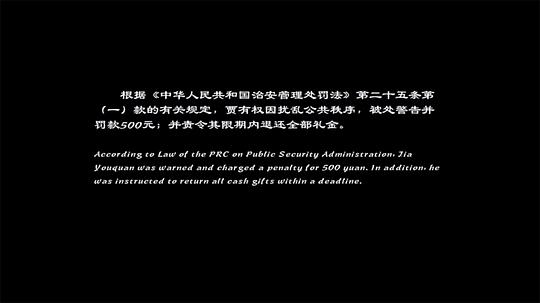 根据《中华人民共和国治安管理处罚法》第二十五条第
（一）款的有关规定，贾有权因扰乱公共秩序，被处警告并
罚款500元；并责令其限期内退还全部礼金。
According to Law of the PRC on Public Security Administration, Jia
Youquan was warned and charged a penalty for 500 yuan. In addition, he
was instructed to return all cash gifts within a deadline.